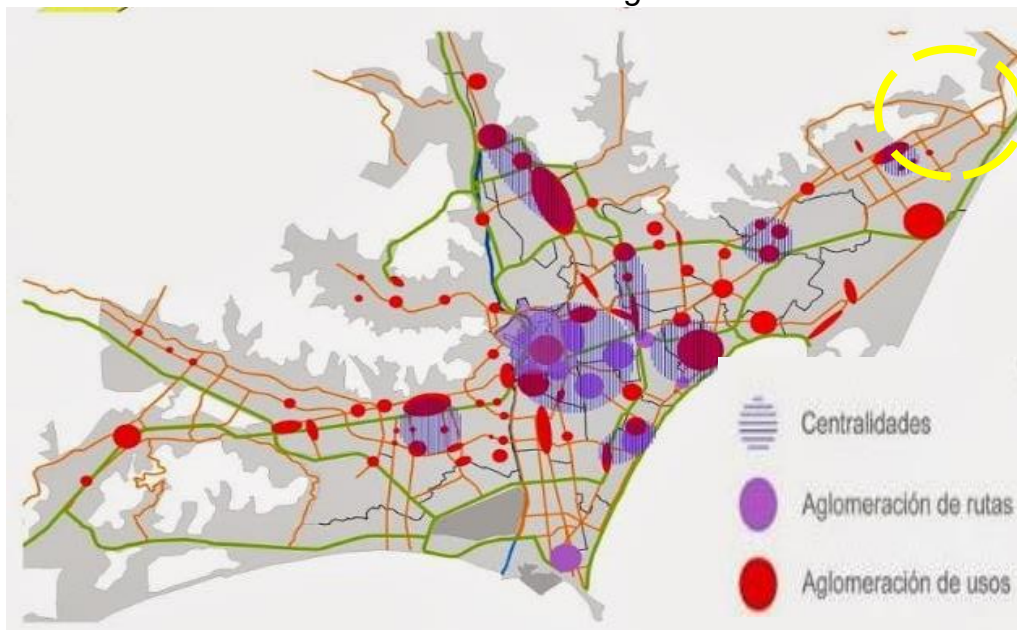 Centralidades
Aglomeración de rutas
Aglomeración de usos